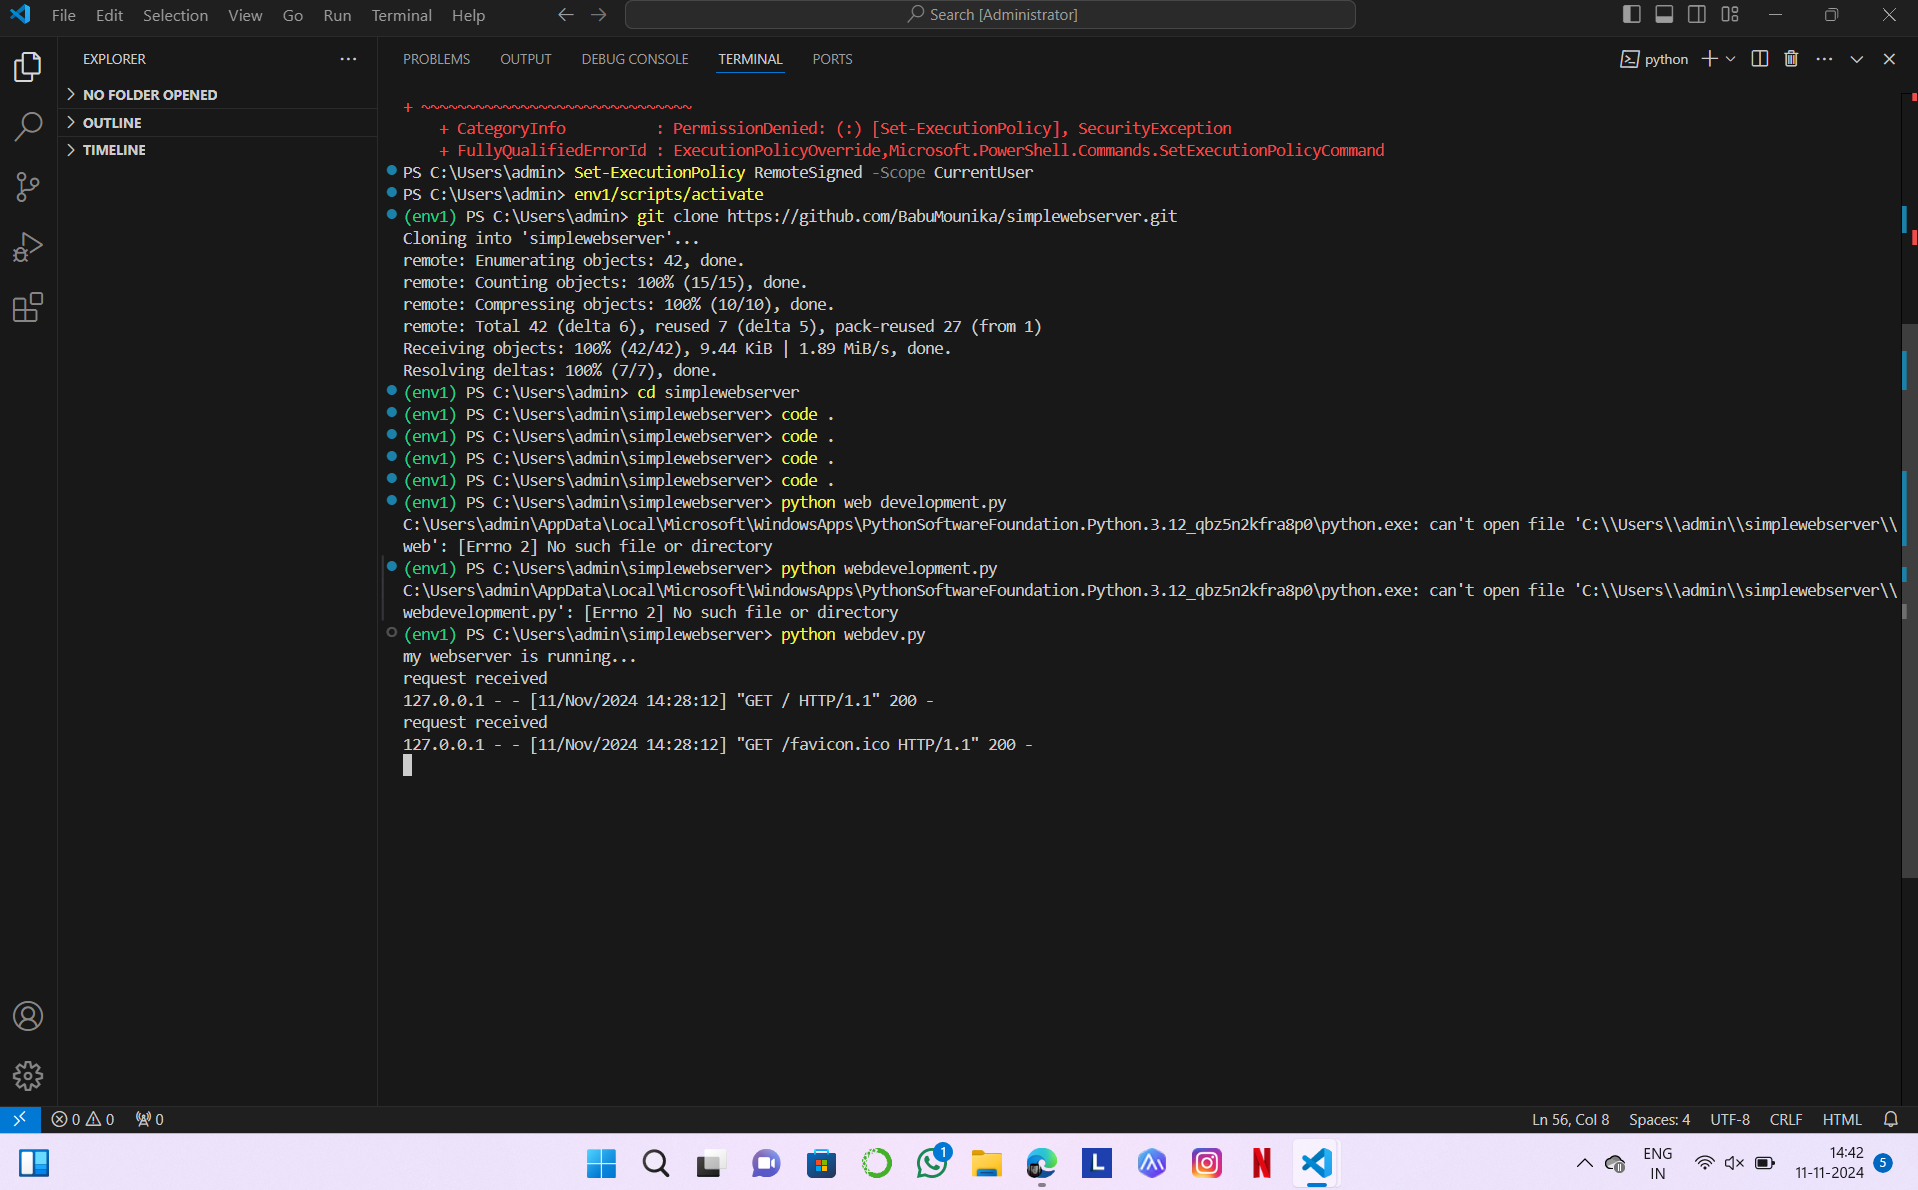 File Edit Selection View Go Run Terminal Help
Search [Administrator]
EXPLORER
NO FOLDER OPENED
OUTLINE
TIMELINE
PROBLEMS OUTPUT DEBUG CONSOLE TERMINAL PORTS
python
+ ~~~~~~~~~~~~~~~~~~~~~~~~~~~~~~
+ CategoryInfo : PermissionDenied: (:) [Set-ExecutionPolicy], SecurityException
+ FullyQualifiedErrorId : ExecutionPolicyOverride,Microsoft.PowerShell.Commands.SetExecutionPolicyCommand
PS C:\Users\admin> Set-ExecutionPolicy RemoteSigned -Scope CurrentUser
PS C:\Users\admin> env1/scripts/activate
(env1) PS C:\Users\admin> git clone https://github.com/BabuMounika/simplewebserver.git
Cloning into 'simplewebserver'...
remote: Enumerating objects: 42, done.
remote: Counting objects: 100% (15/15), done.
remote: Compressing objects: 100% (10/10), done.
remote: Total 42 (delta 6), reused 7 (delta 5), pack-reused 27 (from 1)
Receiving objects: 100% (42/42), 9.44 KiB | 1.89 MiB/s, done.
Resolving deltas: 100% (7/7), done.
(env1) PS C:\Users\admin> cd simplewebserver
(env1) PS C:\Users\admin\simplewebserver> code .
(env1) PS C:\Users\admin\simplewebserver> code .
(env1) PS C:\Users\admin\simplewebserver> code .
(env1) PS C:\Users\admin\simplewebserver> code .
(env1) PS C:\Users\admin\simplewebserver> python web development.py
C:\Users\admin\AppData\Local\Microsoft\WindowsApps\PythonSoftwareFoundation.Python.3.12_qbz5n2kfra8p0\python.exe: can't open file 'C:\\Users\\admin\\simplewebserver\\
web': [Errno 2] No such file or directory
(env1) PS C:\Users\admin\simplewebserver> python webdevelopment.py
C:\Users\admin\AppData\Local\Microsoft\WindowsApps\PythonSoftwareFoundation.Python.3.12_qbz5n2kfra8p0\python.exe: can't open file 'C:\\Users\\admin\\simplewebserver\\
webdevelopment.py': [Errno 2] No such file or directory
(env1) PS C:\Users\admin\simplewebserver> python webdev.py
my webserver is running...
request received
127.0.0.1 - - [11/Nov/2024 14:28:12] "GET / HTTP/1.1" 200 -
request received
127.0.0.1 - - [11/Nov/2024 14:28:12] "GET /favicon.ico HTTP/1.1" 200 -
0 0 0
Ln 56, Col 8 Spaces: 4 UTF-8 CRLF HTML
1
L
N
ENG
IN
14:42
11-11-2024
5